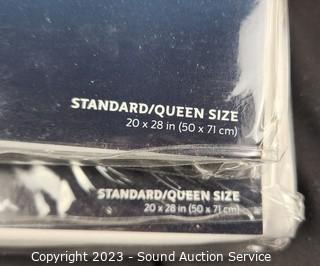 STANDARD/QUEEN SIZE
20 x 28 in (50 x 71 cm)
STANDARD/QUEEN SIZE
20 x 28 in (50 x 71 cm)
Copyright 2023 - Sound Auction Service